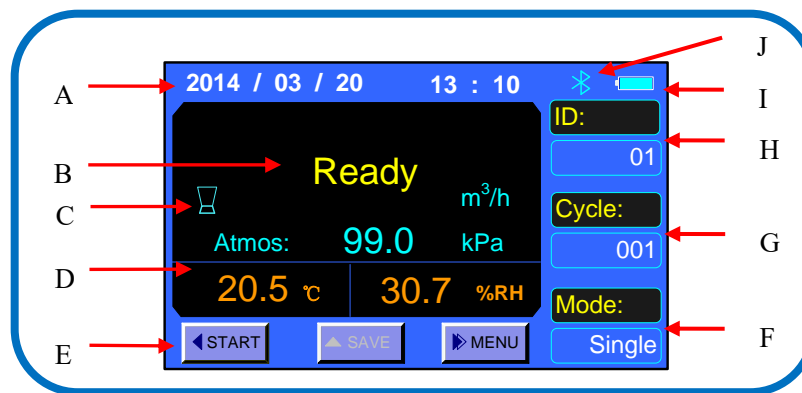 J
A
2014 / 03 / 20 13 : 10
I
ID:
01
H
B
Ready
m³/h
C
Cycle:
001
G
Atmos: 99.0 kPa
D
20.5 ℃ 30.7 %RH
Mode:
Single
F
E
START SAVE MENU